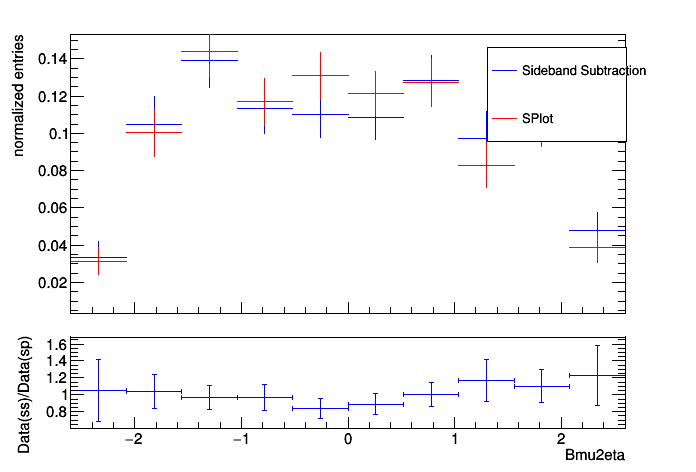 normalized entries
0.14
0.12
0.1
0.08
0.06
0.04
0.02
Sideband Subtraction
SPlot
Data(ss)/Data(sp)
1.6
1.4
1.2
1
0.8
−2 −1 0 1 2
Bmu2eta